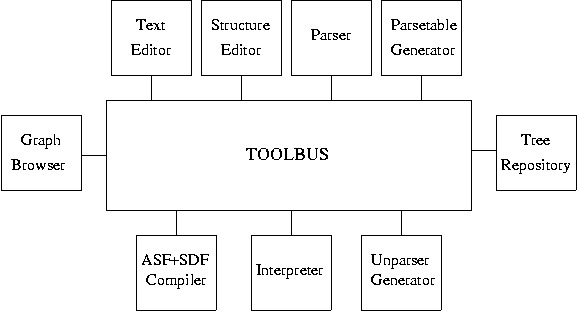 Text
Editor
Structure
Editor
Parser
Parsetable
Generator
Graph
Browser
TOOLBUS
Tree
Repository
ASF+SDF
Compiler
Interpreter
Unparser
Generator